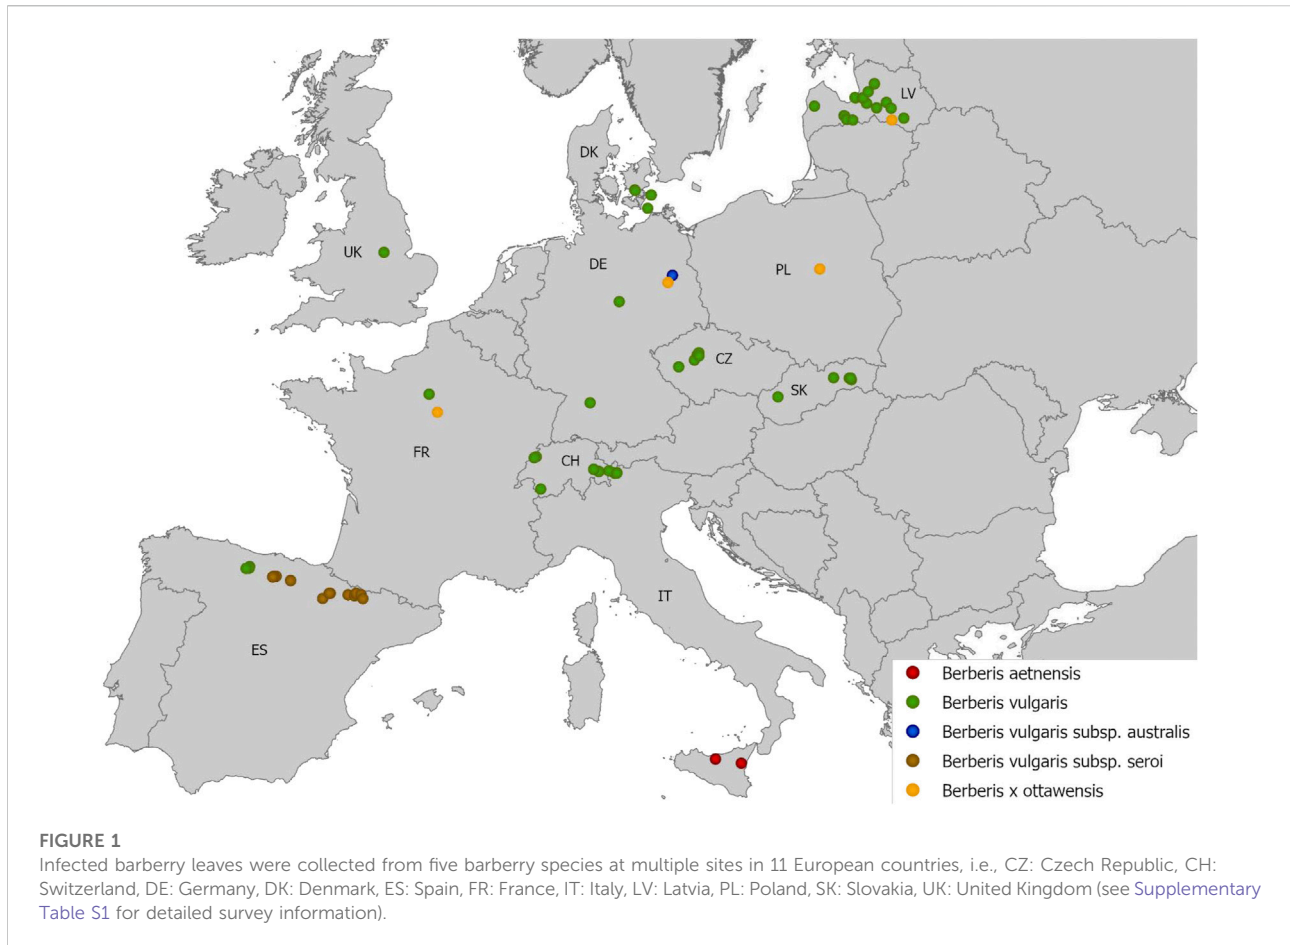 LV
DK
UK
DE
PL
CZ
SK
FR
CH
IT
ES
Berberis aetnensis
Berberis vulgaris
Berberis vulgaris subsp. australis
Berberis vulgaris subsp. seroi
Berberis x ottawensis
FIGURE 1
Infected barberry leaves were collected from five barberry species at multiple sites in 11 European countries, i.e., CZ: Czech Republic, CH:
Switzerland, DE: Germany, DK: Denmark, ES: Spain, FR: France, IT: Italy, LV: Latvia, PL: Poland, SK: Slovakia, UK: United Kingdom (see Supplementary
Table S1 for detailed survey information).